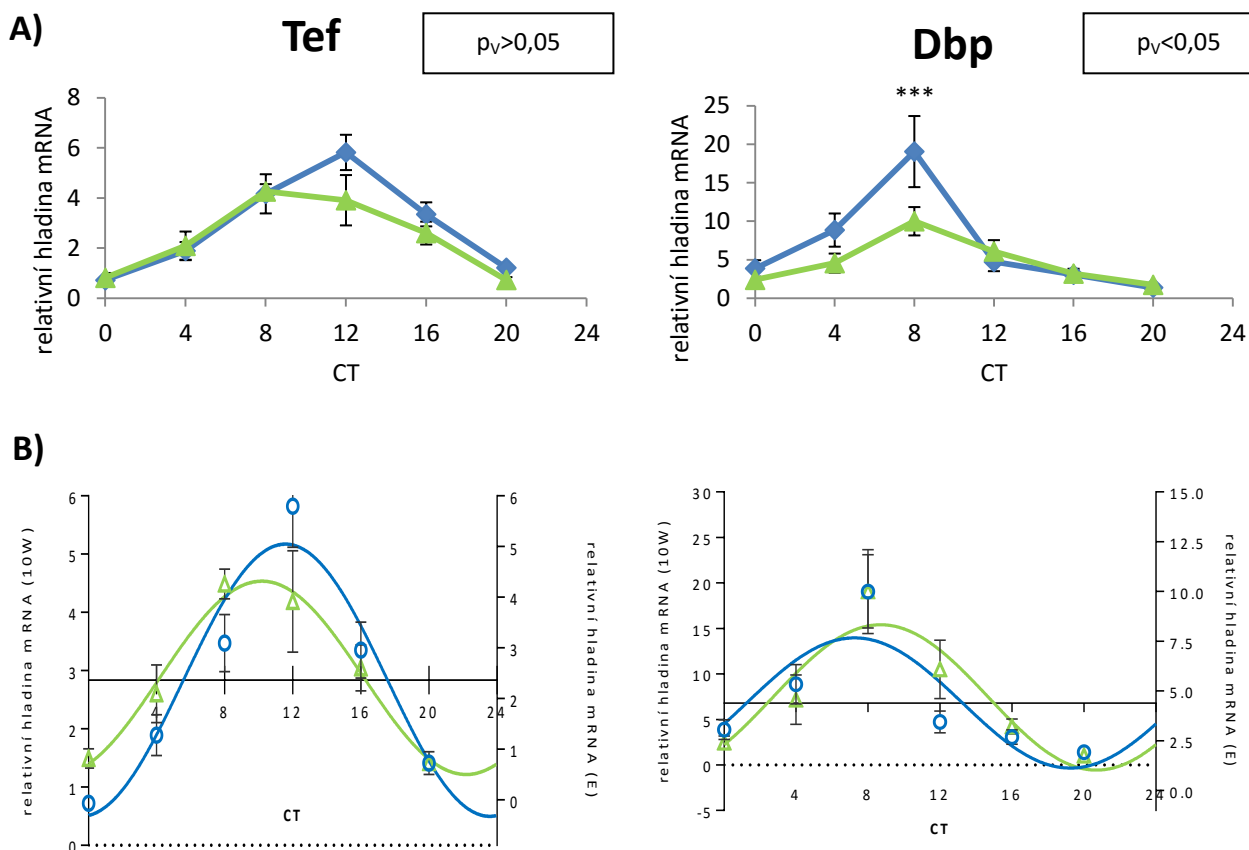 A)
Tef
p_V>0,05
relativní hladina mRNA
8
6
4
2
0
0 4 8 12 16 20 24
CT
Dbp
p_V<0,05
***
relativní hladina mRNA
25
20
15
10
5
0
0 4 8 12 16 20 24
CT
B)
relativní hladina mRNA (10W)
6
5
4
3
2
1
0
4 8 12 16 20 24
CT
6
5
4
3
2
1
0
relativní hladina mRNA (E)
relativní hladina mRNA (10W)
30
25
20
15
10
5
0
-5
4 8 12 16 20 24
CT
15.0
12.5
10.0
7.5
5.0
2.5
0.0
relativní hladina mRNA (E)